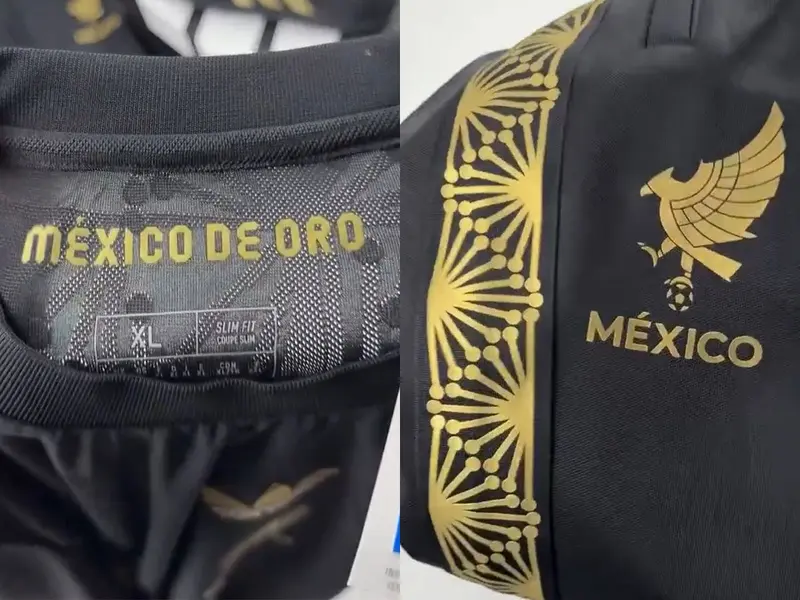 MÉXICO DE ORO
XL
SLIM FIT
COUPE SLIM
MÉXICO